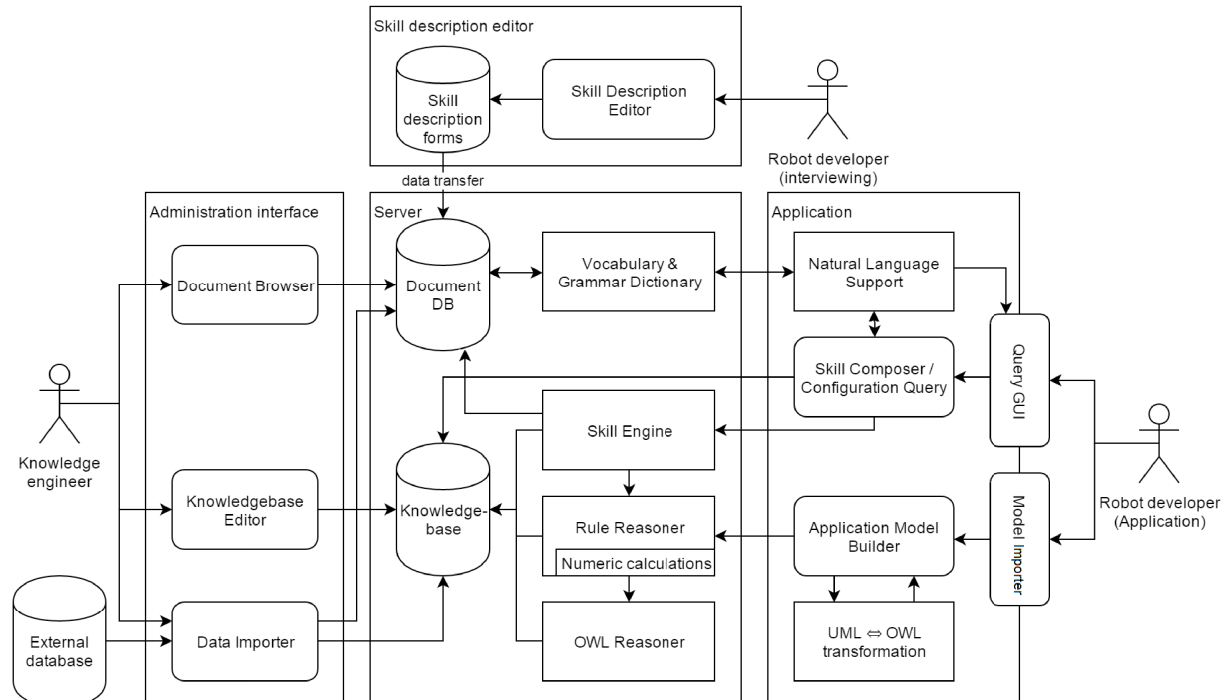 Skill description editor
Skill
description
forms
Skill Description
Editor
Robot developer
(interviewing)
data transfer
Administration interface
Server
Application
Document Browser
Document
DB
Vocabulary &
Grammar Dictionary
Natural Language
Support
Query GUI
Skill Composer /
Configuration Query
Skill Engine
Knowledge
engineer
Knowledgebase
Editor
Knowledge-
base
Rule Reasoner
Numeric calculations
Application Model
Builder
Model Importer
Robot developer
(Application)
External
database
Data Importer
OWL Reasoner
UML ⇔ OWL
transformation